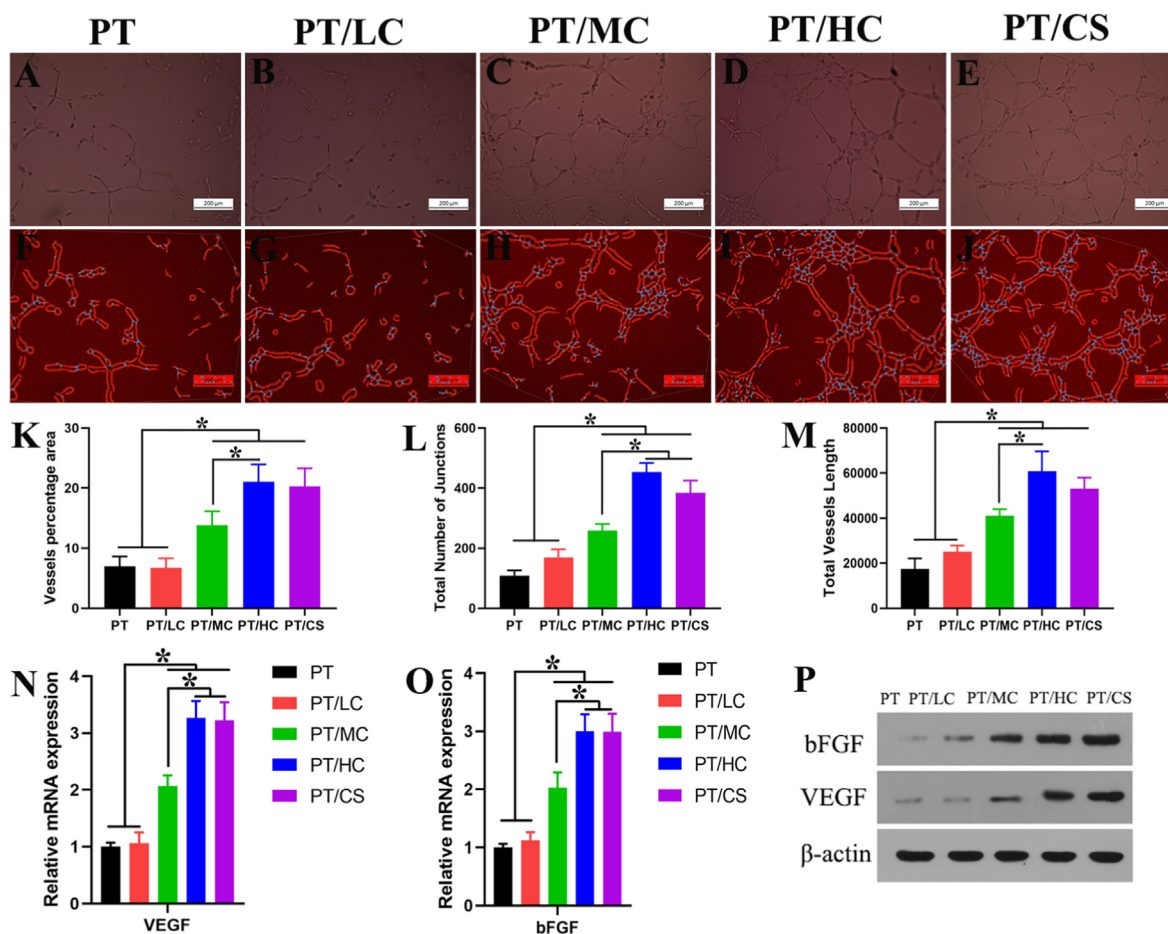 PT PT/LC PT/MC PT/HC PT/CS
A B C D E
200 μm 200 μm 200 μm 200 μm 200 μm
F G H I J
K L M
Vessels percentage area
30
20
10
0
PT PT/LC PT/MC PT/HC PT/CS
*
*
Total Number of Junctions
600
400
200
0
PT PT/LC PT/MC PT/HC PT/CS
*
*
Total Vessels Length
80000
60000
40000
20000
0
PT PT/LC PT/MC PT/HC PT/CS
*
*
N
Relative mRNA expression
4
3
2
1
0
VEGF
*
*
PT
PT/LC
PT/MC
PT/HC
PT/CS
O
Relative mRNA expression
4
3
2
1
0
bFGF
*
*
PT
PT/LC
PT/MC
PT/HC
PT/CS
P
PT PT/LC PT/MC PT/HC PT/CS
bFGF
VEGF
β-actin